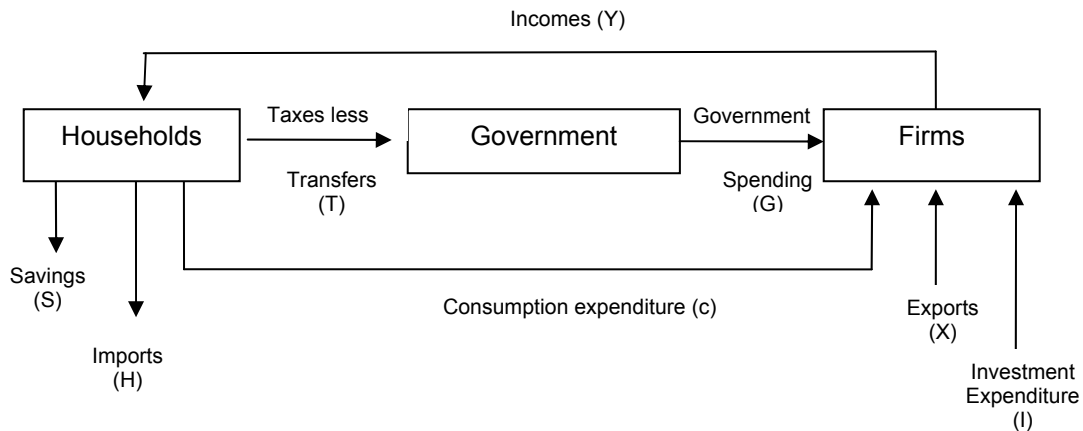 Incomes (Y)
Households
Taxes less
Transfers
(T)
Government
Government
Spending
(G)
Firms
Savings
(S)
Imports
(H)
Consumption expenditure (c)
Exports
(X)
Investment
Expenditure
(I)